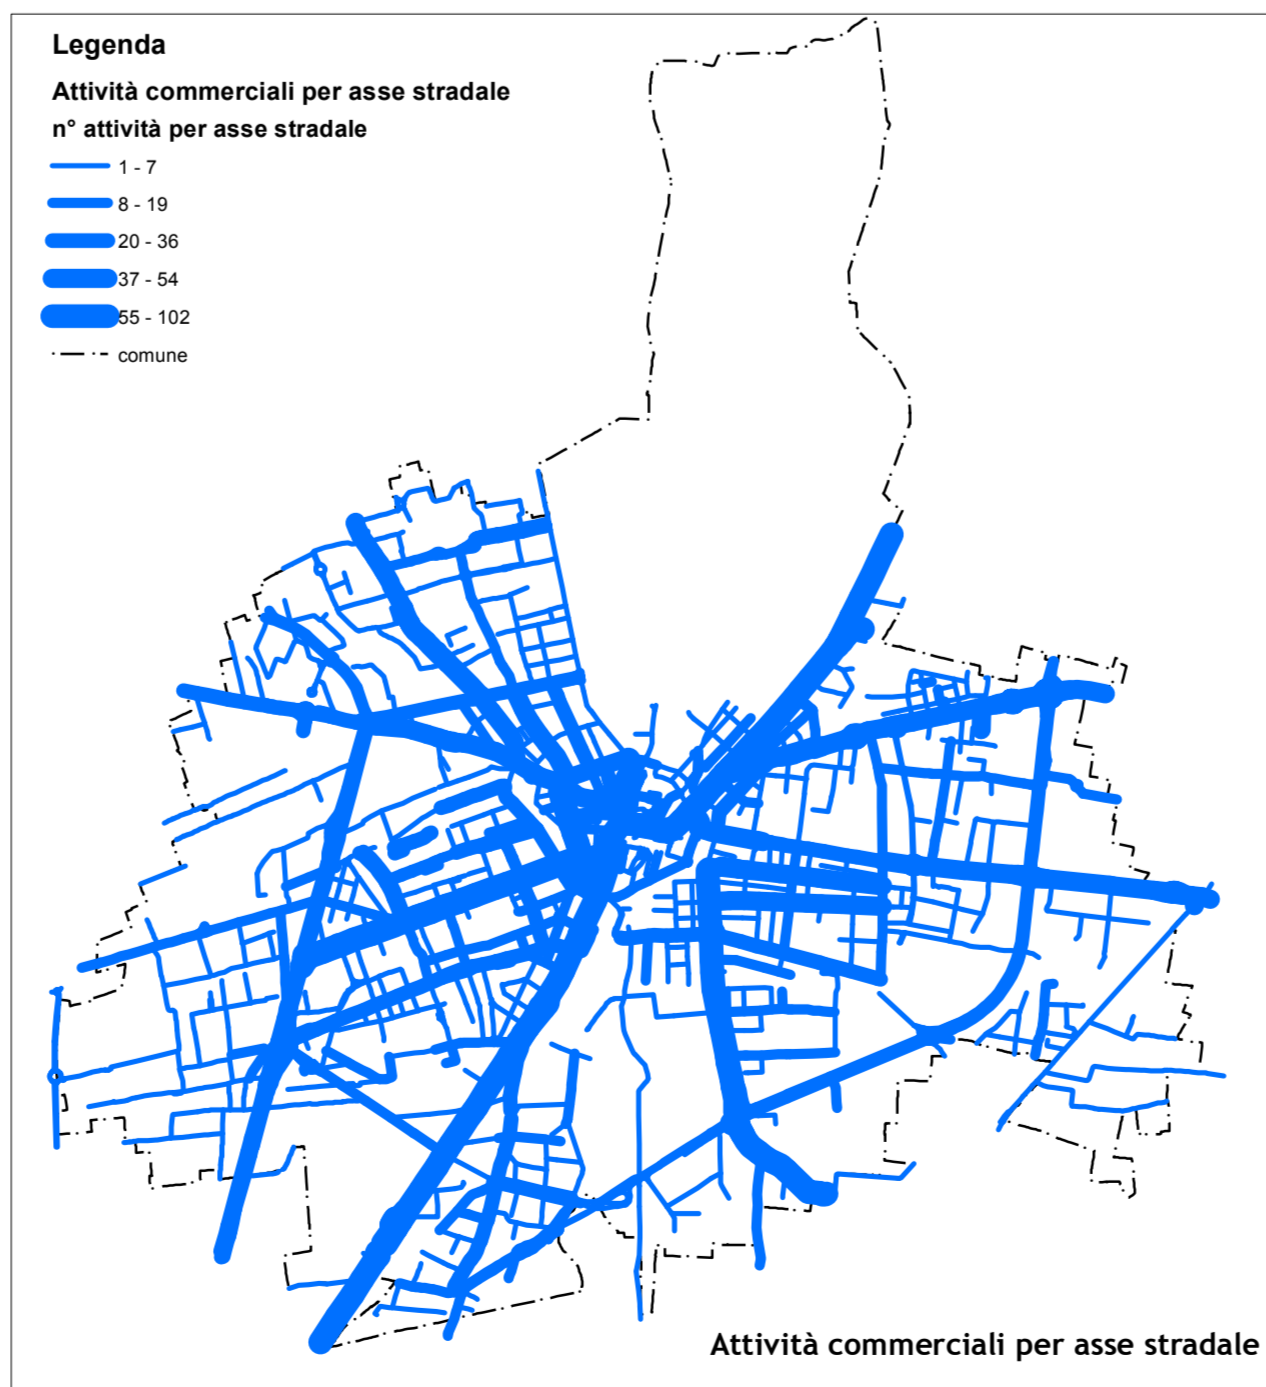 Legenda
Attività commerciali per asse stradale
n° attività per asse stradale
1 - 7
8 - 19
20 - 36
37 - 54
55 - 102
comune
Attività commerciali per asse stradale